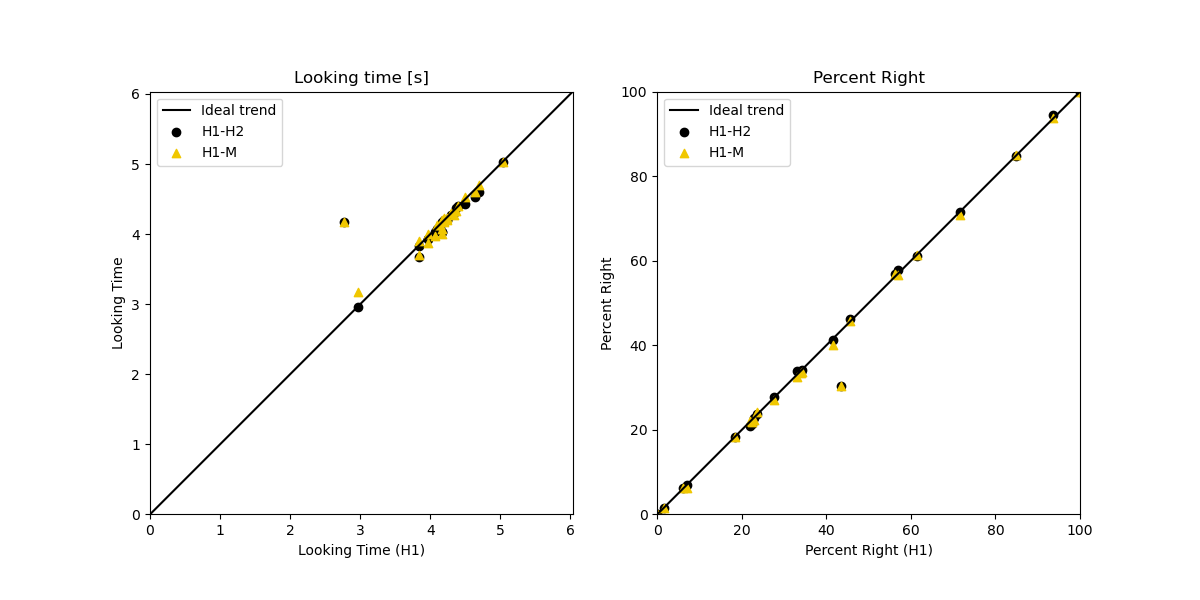 Looking time [s]
Ideal trend
H1-H2
H1-M
Looking Time
6
5
4
3
2
1
0
0 1 2 3 4 5 6
Looking Time (H1)
Percent Right
Ideal trend
H1-H2
H1-M
Percent Right
100
80
60
40
20
0
0 20 40 60 80 100
Percent Right (H1)